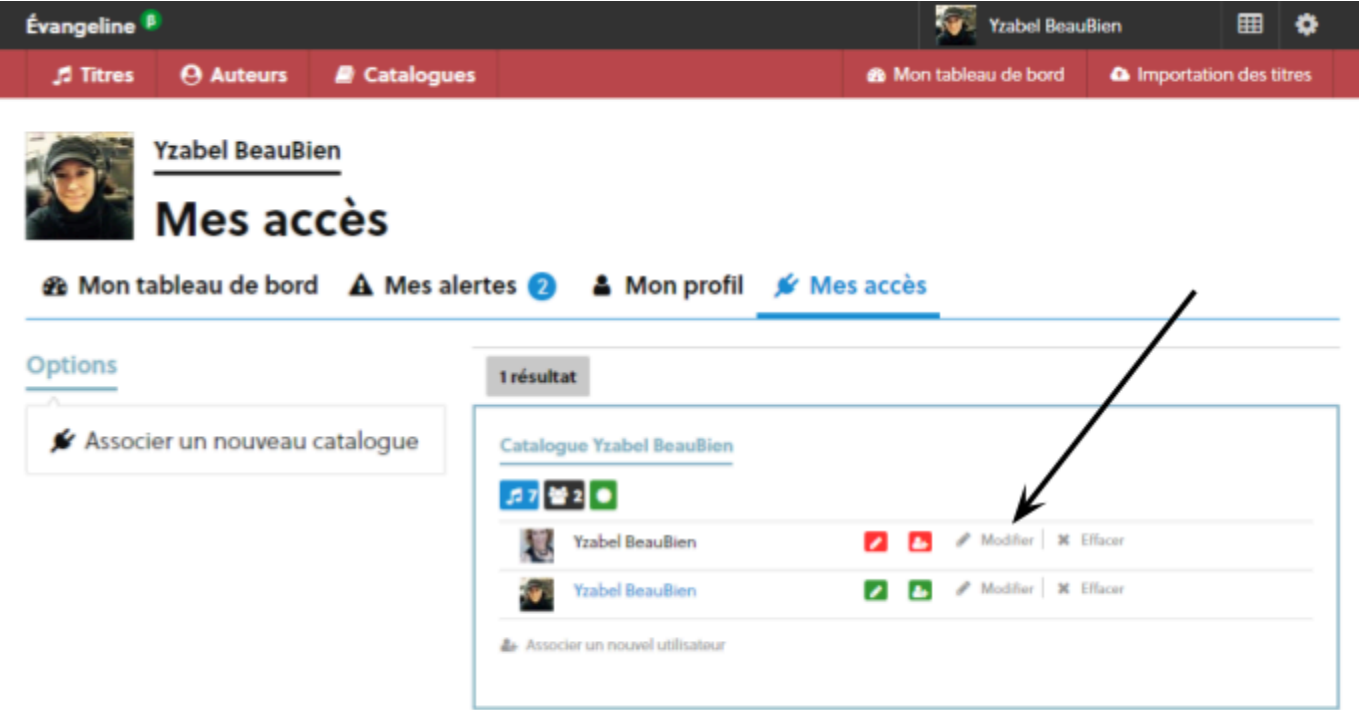 Évangeline β Yzabel BeauBien
Titres Auteurs Catalogues Mon tableau de bord Importation des titres
Yzabel BeauBien
Mes accès
Mon tableau de bord Mes alertes 2 Mon profil Mes accès
Options
1 résultat
Associer un nouveau catalogue
Catalogue Yzabel BeauBien
7 2
Yzabel BeauBien Modifier Effacer
Yzabel BeauBien Modifier Effacer
Associer un nouvel utilisateur